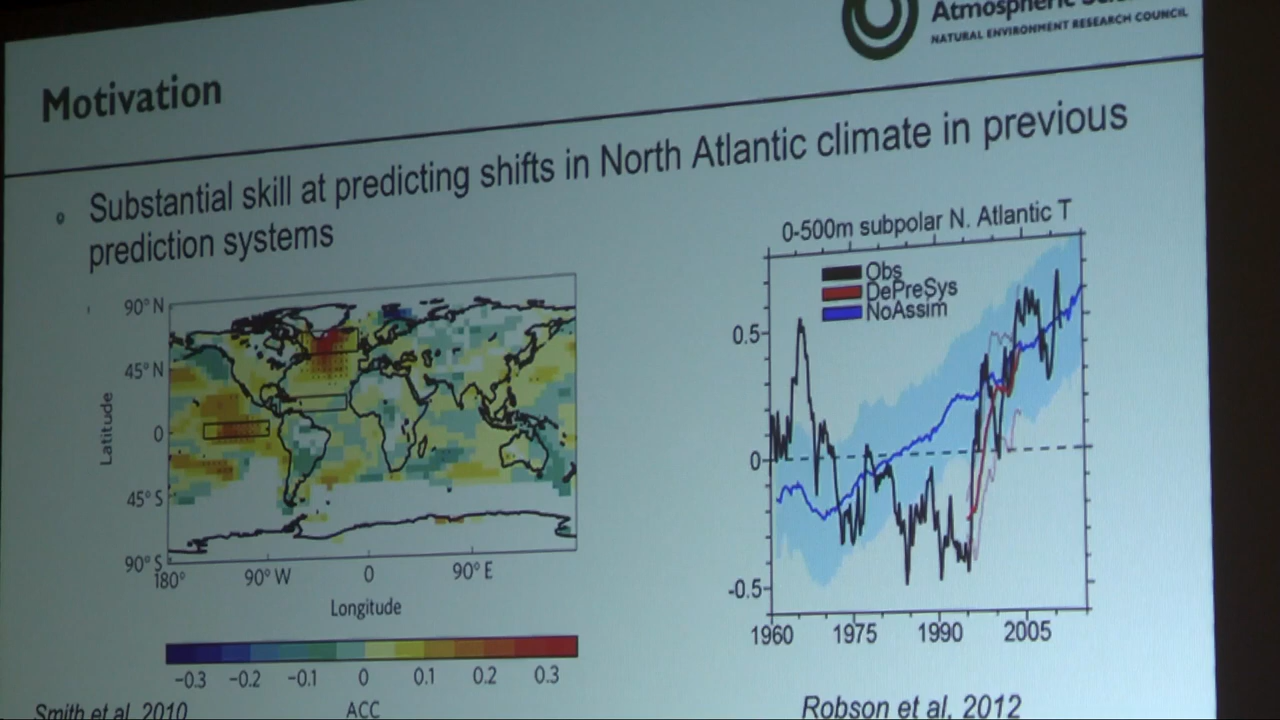 Atmospheric
NATURAL ENVIRONMENT RESEARCH COUNCIL
Motivation
Substantial skill at predicting shifts in North Atlantic climate in previous
prediction systems
90° N
45° N
0
45° S
90° S
Latitude
180°
90° W
0
90° E
Longitude
−0.3
−0.2
−0.1
0
0.1
0.2
0.3
ACC
Smith et al, 2010
0-500m subpolar N. Atlantic T
Obs
DePreSys
NoAssim
0.5
0
-0.5
1960
1975
1990
2005
Robson et al, 2012